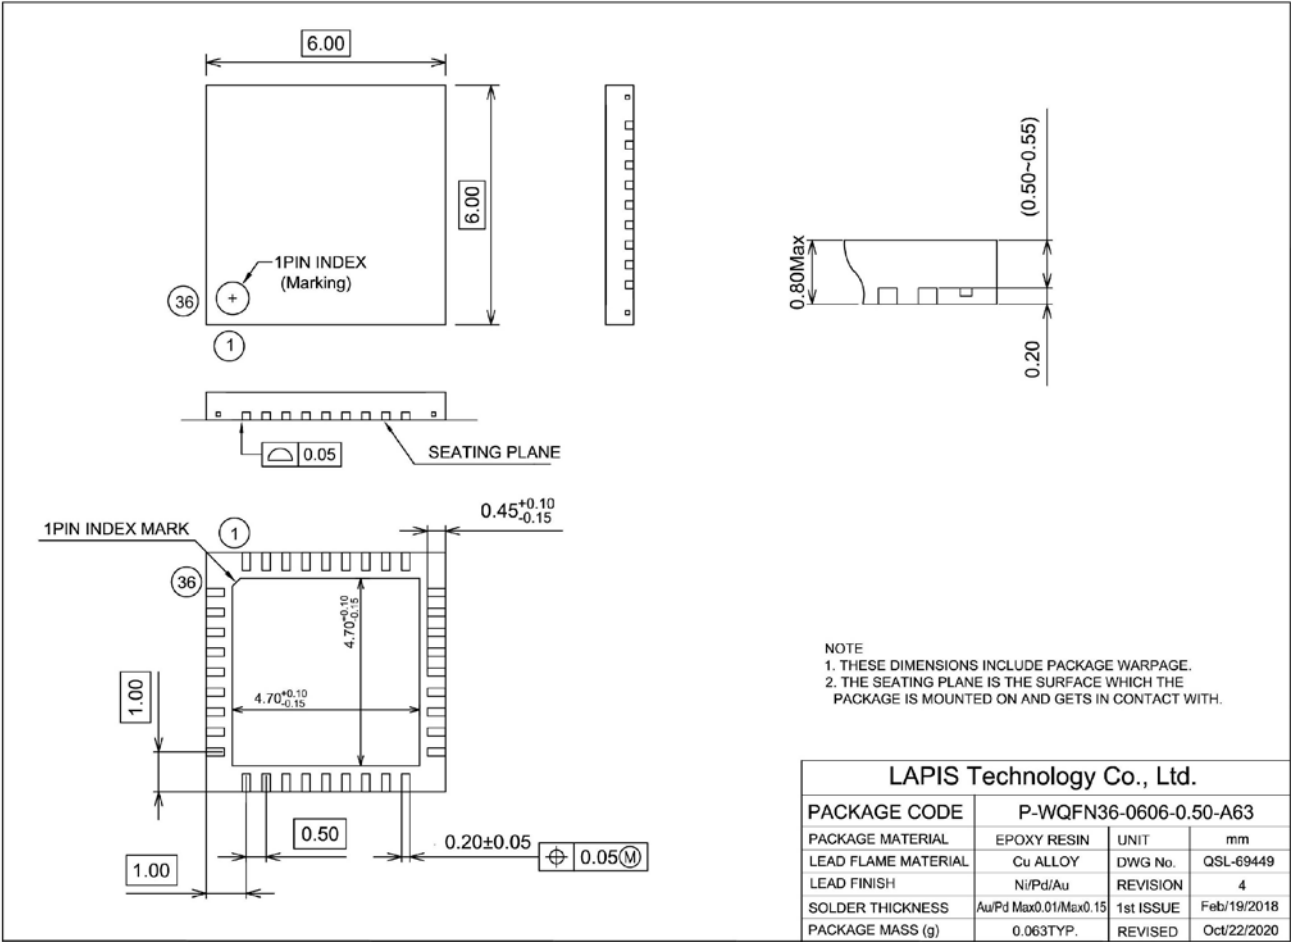 6.00
6.00
1PIN INDEX
(Marking)
36
1
(0.50~0.55)
0.80Max
0.20
0.05
SEATING PLANE
0.45+0.10
-0.15
1PIN INDEX MARK
1
36
4.70+0.10
-0.15
4.70+0.10
-0.15
1.00
0.50
0.20±0.05
0.05Ⓜ
1.00
NOTE
1. THESE DIMENSIONS INCLUDE PACKAGE WARPAGE.
2. THE SEATING PLANE IS THE SURFACE WHICH THE
PACKAGE IS MOUNTED ON AND GETS IN CONTACT WITH.
LAPIS Technology Co., Ltd.
PACKAGE CODE P-WQFN36-0606-0.50-A63
PACKAGE MATERIAL EPOXY RESIN UNIT mm
LEAD FLAME MATERIAL Cu ALLOY DWG No. QSL-69449
LEAD FINISH Ni/Pd/Au REVISION 4
SOLDER THICKNESS Au/Pd Max0.01/Max0.15 1st ISSUE Feb/19/2018
PACKAGE MASS (g) 0.063TYP. REVISED Oct/22/2020